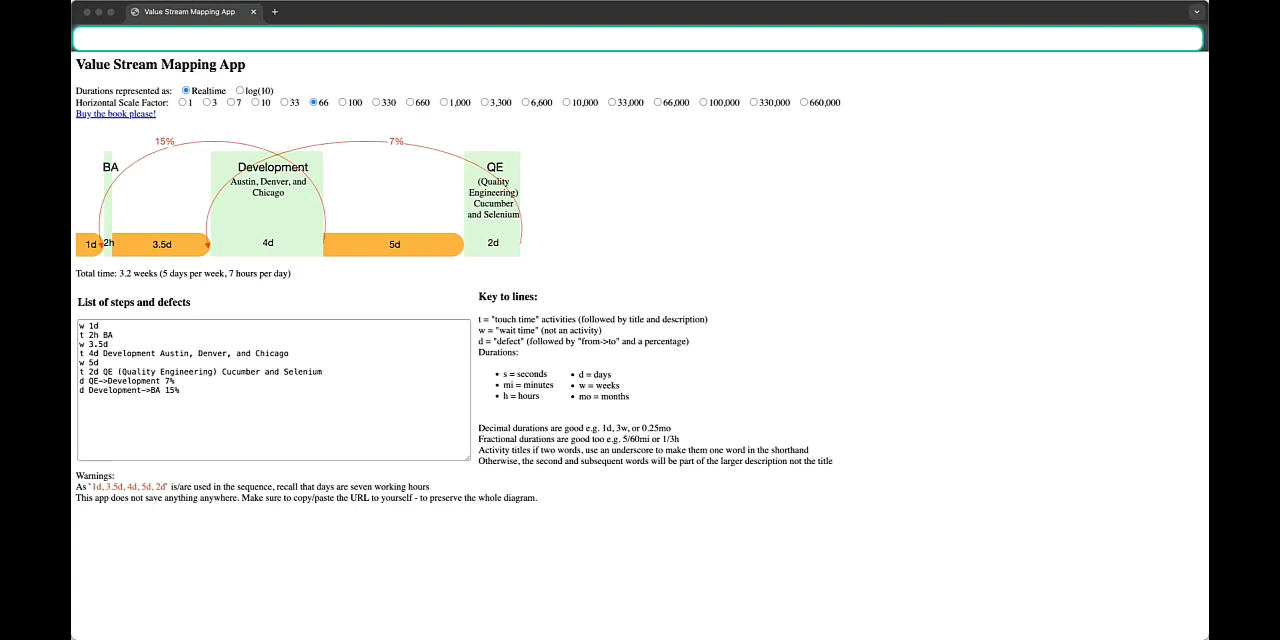 Value Stream Mapping App
Value Stream Mapping App
Durations represented as: Realtime log(10)
Horizontal Scale Factor: 1 3 7 10 33 66 100 330 660 1,000 3,300 6,600 10,000 33,000 66,000 100,000 330,000 660,000
Buy the book please!
15% 7%
BA Development QE
Austin, Denver, and
Chicago
(Quality
Engineering)
Cucumber
and Selenium
1d 2h 3.5d 4d 5d 2d
Total time: 3.2 weeks (5 days per week, 7 hours per day)
List of steps and defects
w 1d
t 2h BA
w 3.5d
t 4d Development Austin, Denver, and Chicago
w 5d
t 2d QE (Quality Engineering) Cucumber and Selenium
d QE->Development 7%
d Development->BA 15%
Key to lines:
t = "touch time" activities (followed by title and description)
w = "wait time" (not an activity)
d = "defect" (followed by "from->to" and a percentage)
Durations:
• s = seconds
• mi = minutes
• h = hours
• d = days
• w = weeks
• mo = months
Decimal durations are good e.g. 1d, 3w, or 0.25mo
Fractional durations are good too e.g. 5/60mi or 1/3h
Activity titles if two words, use an underscore to make them one word in the shorthand
Otherwise, the second and subsequent words will be part of the larger description not the title
Warnings:
As `1d, 3.5d, 4d, 5d, 2d` is/are used in the sequence, recall that days are seven working hours
This app does not save anything anywhere. Make sure to copy/paste the URL to yourself - to preserve the whole diagram.